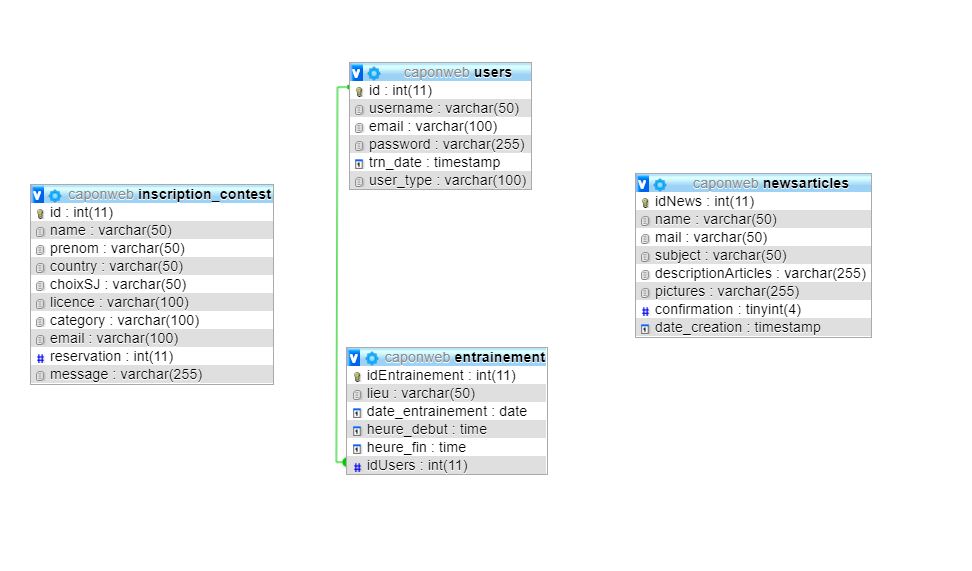 caponweb users
id : int(11)
username : varchar(50)
email : varchar(100)
password : varchar(255)
trn_date : timestamp
user_type : varchar(100)
caponweb inscription_contest
id : int(11)
name : varchar(50)
prenom : varchar(50)
country : varchar(50)
choixSJ : varchar(50)
licence : varchar(100)
category : varchar(100)
email : varchar(100)
reservation : int(11)
message : varchar(255)
caponweb newsarticles
idNews : int(11)
name : varchar(50)
mail : varchar(50)
subject : varchar(50)
descriptionArticles : varchar(255)
pictures : varchar(255)
confirmation : tinyint(4)
date_creation : timestamp
caponweb entrainement
idEntrainement : int(11)
lieu : varchar(50)
date_entrainement : date
heure_debut : time
heure_fin : time
idUsers : int(11)